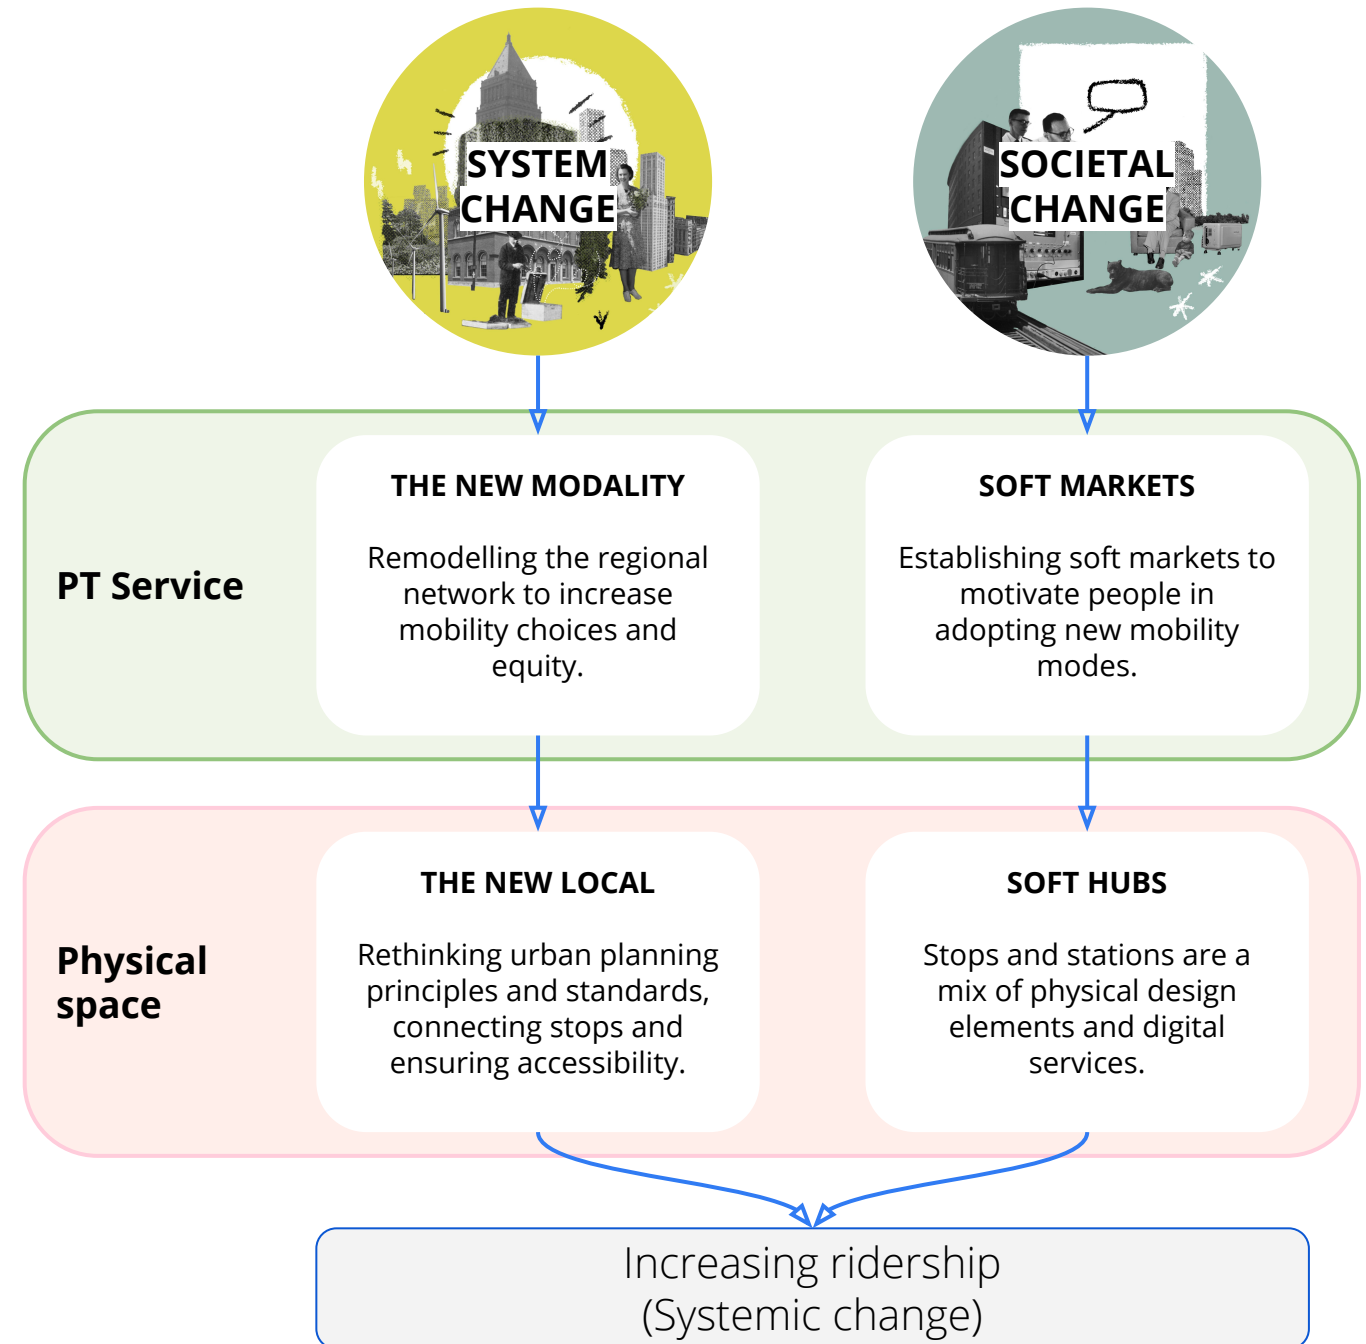 SYSTEM
CHANGE
SOCIETAL
CHANGE
PT Service
THE NEW MODALITY
Remodelling the regional
network to increase
mobility choices and
equity.
SOFT MARKETS
Establishing soft markets to
motivate people in
adopting new mobility
modes.
Physical
space
THE NEW LOCAL
Rethinking urban planning
principles and standards,
connecting stops and
ensuring accessibility.
SOFT HUBS
Stops and stations are a
mix of physical design
elements and digital
services.
Increasing ridership
(Systemic change)